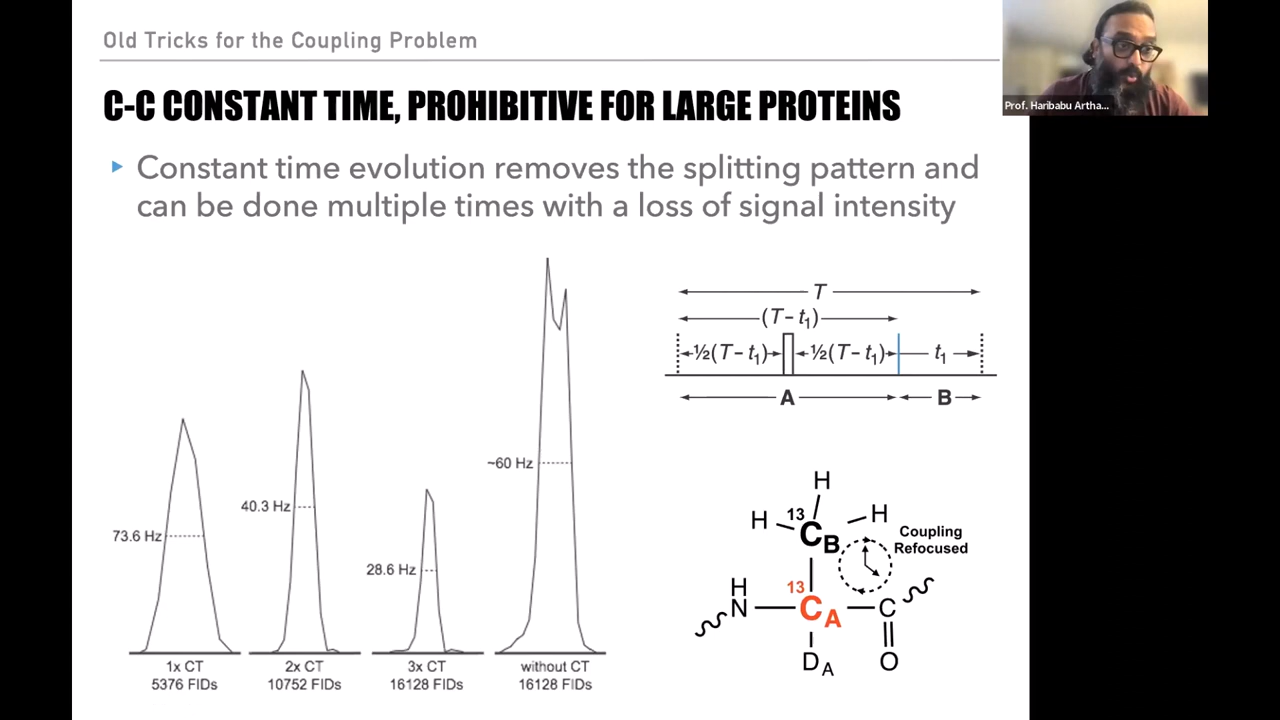 Old Tricks for the Coupling Problem
C-C CONSTANT TIME, PROHIBITIVE FOR LARGE PROTEINS
Constant time evolution removes the splitting pattern and
can be done multiple times with a loss of signal intensity
Prof. Haribabu Artha...
73.6 Hz
40.3 Hz
28.6 Hz
~60 Hz
1x CT
5376 FIDs
2x CT
10752 FIDs
3x CT
16128 FIDs
without CT
16128 FIDs
T
(T-t₁)
½(T-t₁)
½(T-t₁)
t₁
A
B
H
H
13
C_B
H
Coupling
Refocused
H
N
13
C_A
C
D_A
O